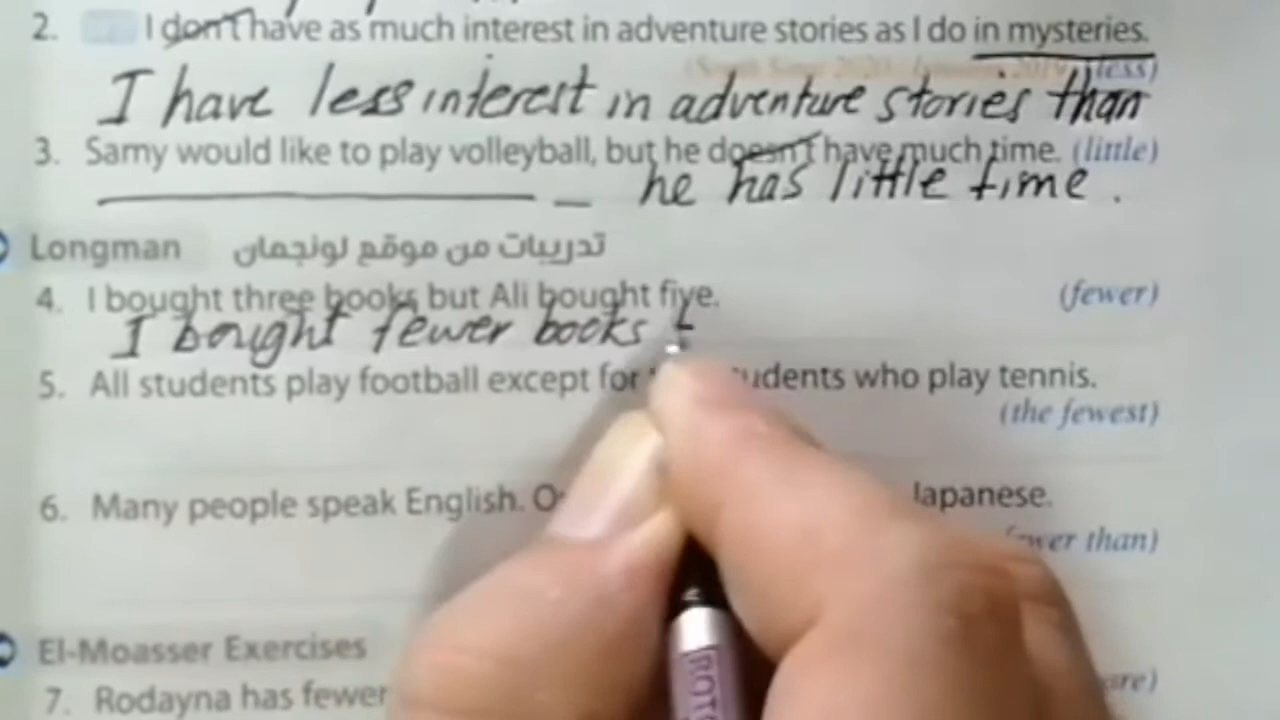 2. I don't have as much interest in adventure stories as I do in mysteries.
(less)
I have less interest in adventure stories than
3. Samy would like to play volleyball, but he doesn't have much time. (little)
he has little time.
Longman تدريبات من موقع لونجمان
4. I bought three books but Ali bought five. (fewer)
I bought fewer books t
5. All students play football except for students who play tennis.
(the fewest)
6. Many people speak English. Japanese.
than)
El-Moasser Exercises
7. Rodayna has fewer